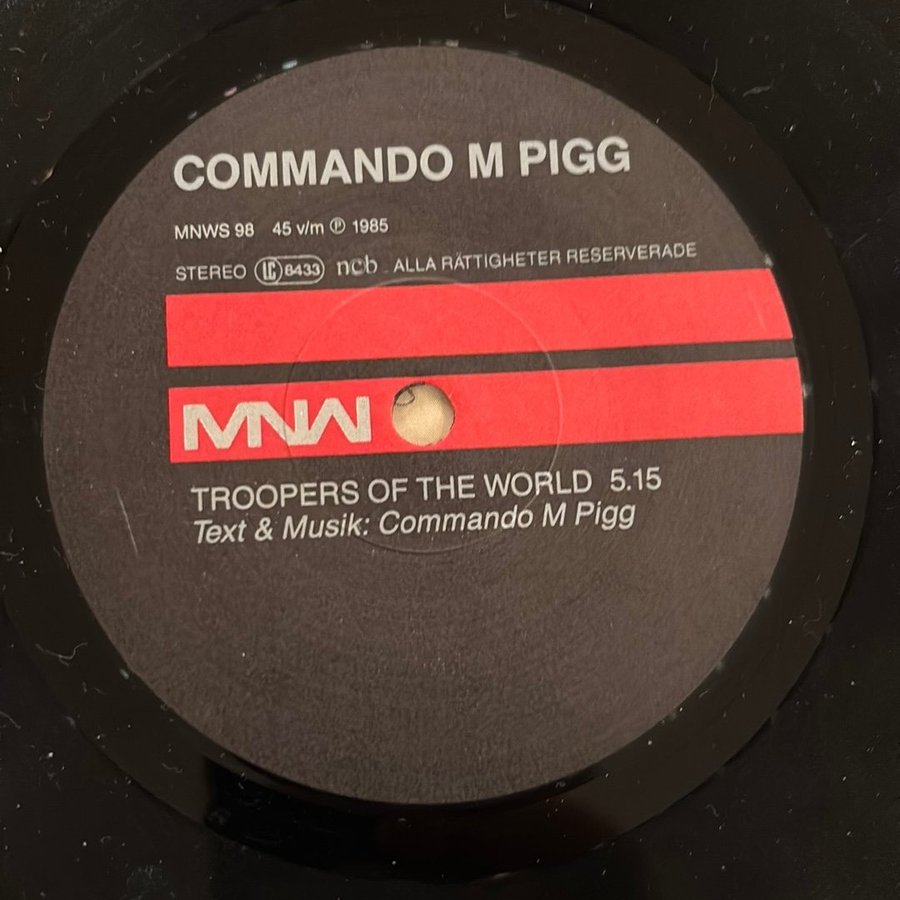 COMMANDO M PIGG
MNWS 98 45 v/m ℗ 1985
STEREO LC 8433 ncb ALLA RÄTTIGHETER RESERVERADE
MNW
TROOPERS OF THE WORLD 5.15
Text & Musik: Commando M Pigg